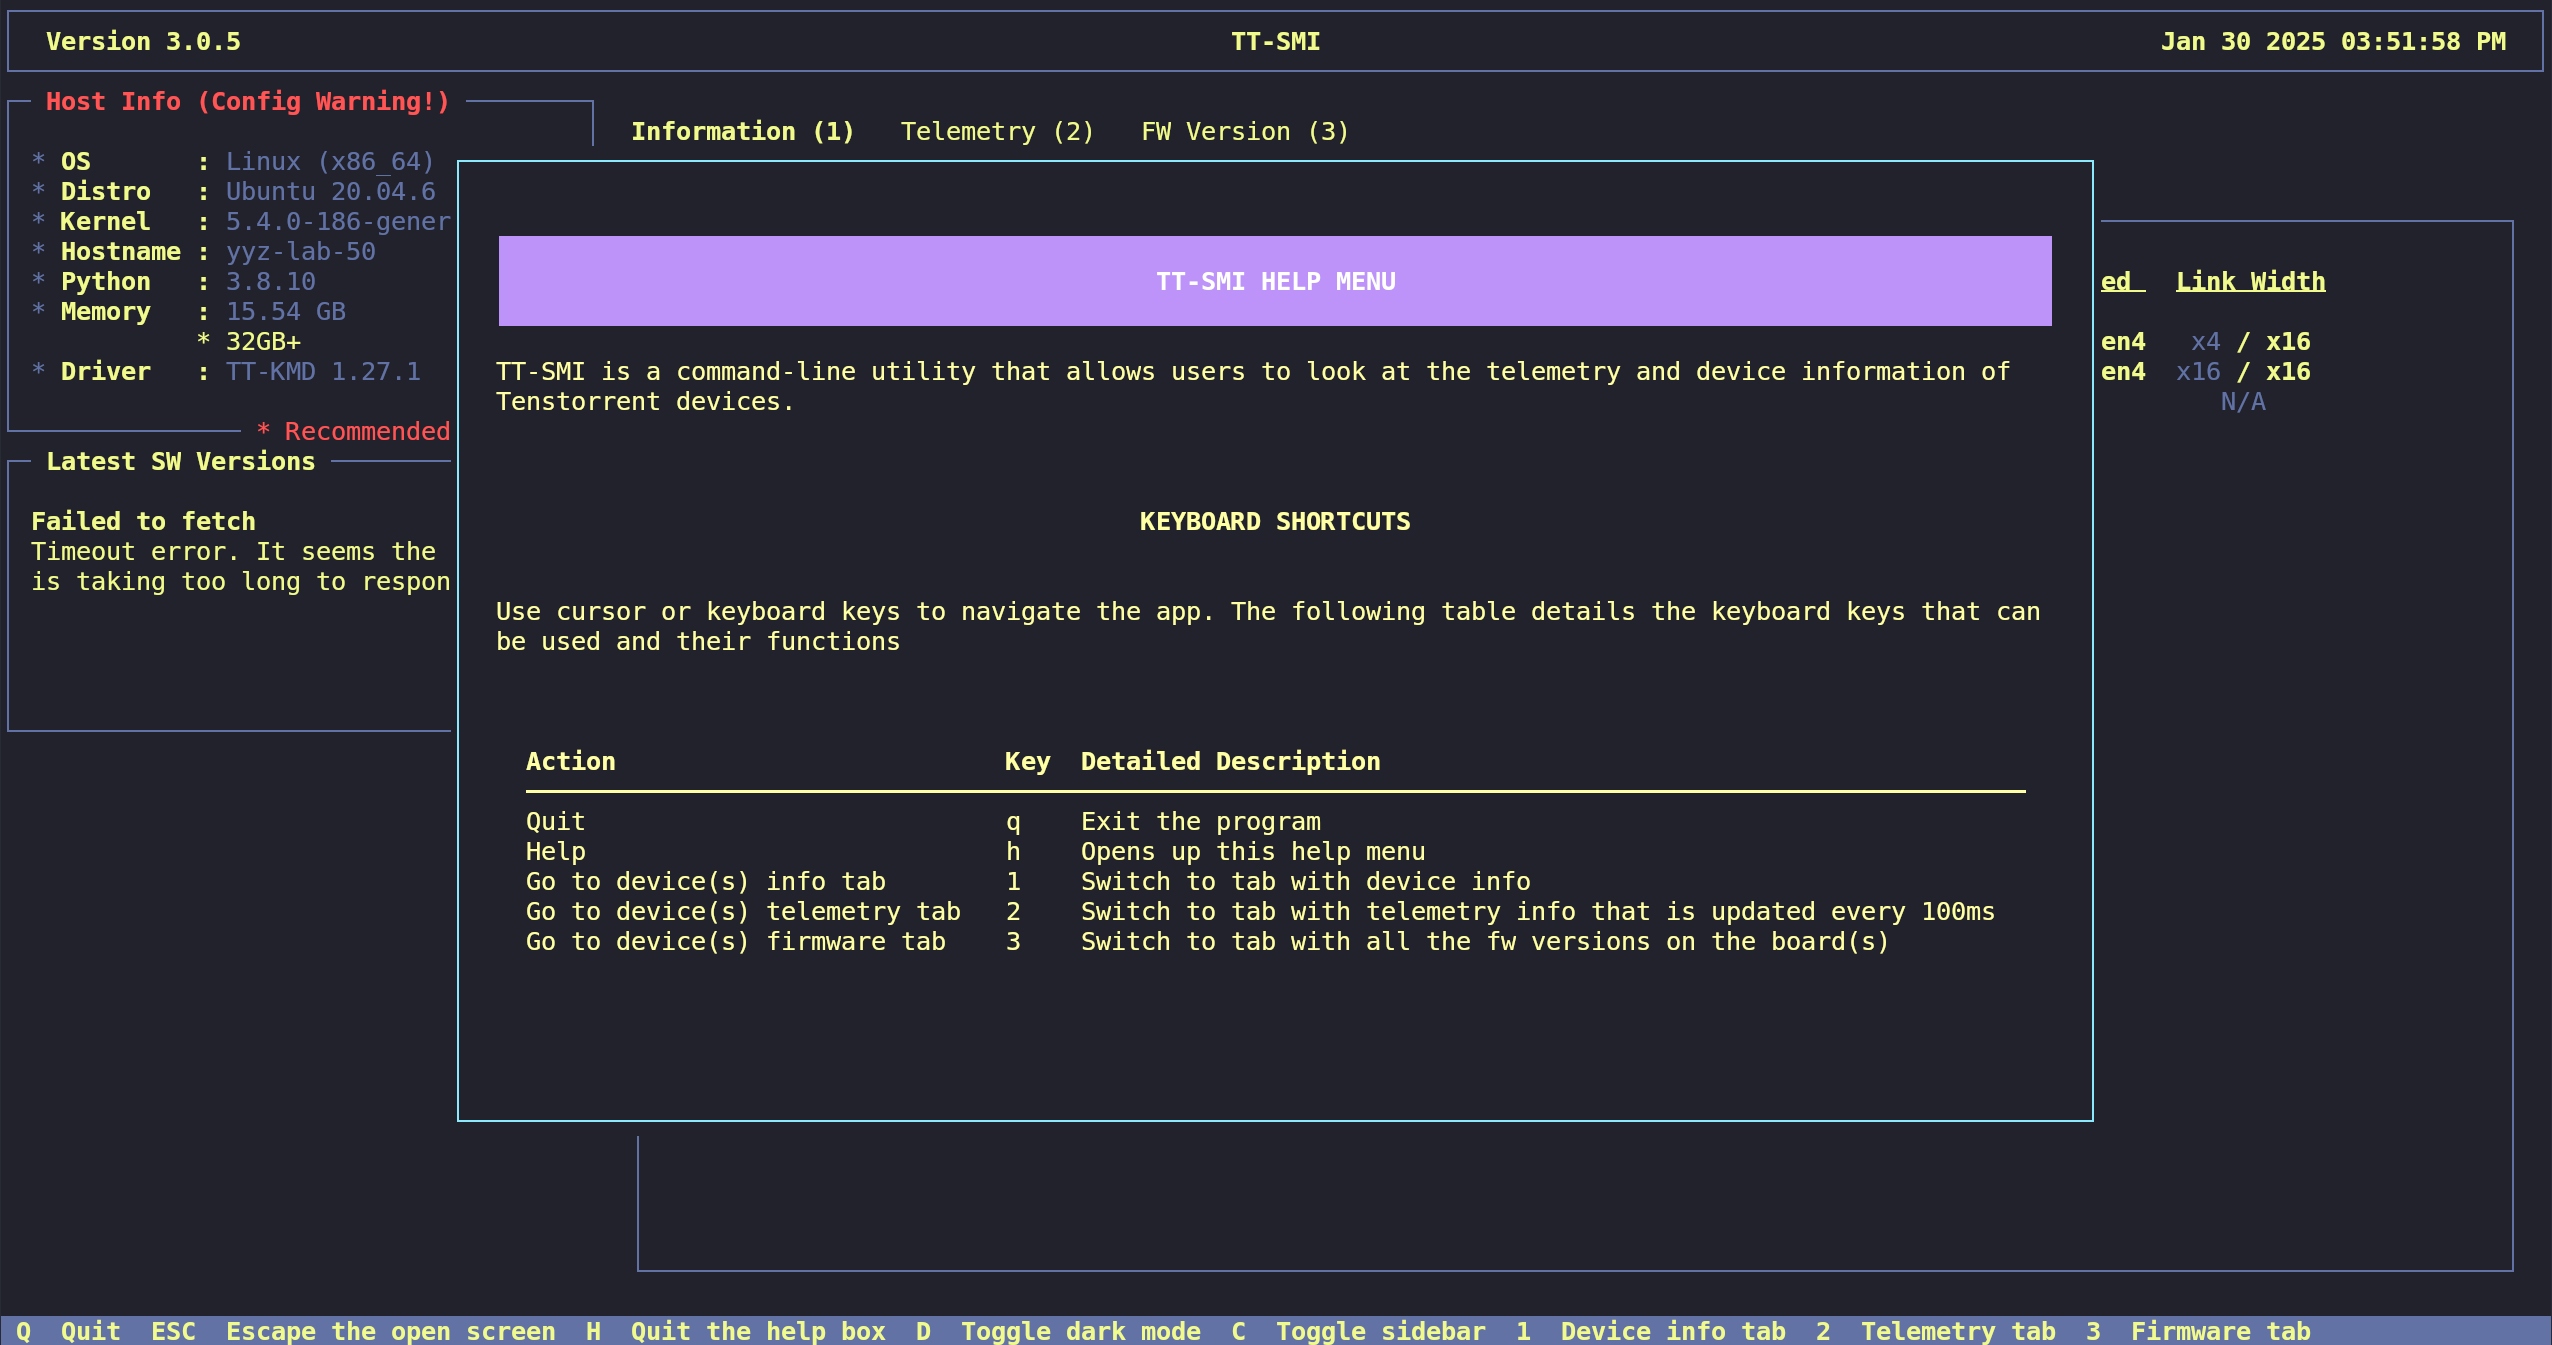 Version 3.0.5 TT-SMI Jan 30 2025 03:51:58 PM
Host Info (Config Warning!)
Information (1) Telemetry (2) FW Version (3)
* OS : Linux (x86_64)
* Distro : Ubuntu 20.04.6
* Kernel : 5.4.0-186-gener
* Hostname : yyz-lab-50
* Python : 3.8.10
* Memory : 15.54 GB
* 32GB+
* Driver : TT-KMD 1.27.1
* Recommended
Latest SW Versions
Failed to fetch
Timeout error. It seems the
is taking too long to respon
TT-SMI HELP MENU
TT-SMI is a command-line utility that allows users to look at the telemetry and device information of
Tenstorrent devices.
KEYBOARD SHORTCUTS
Use cursor or keyboard keys to navigate the app. The following table details the keyboard keys that can
be used and their functions
Action Key Detailed Description
Quit q Exit the program
Help h Opens up this help menu
Go to device(s) info tab 1 Switch to tab with device info
Go to device(s) telemetry tab 2 Switch to tab with telemetry info that is updated every 100ms
Go to device(s) firmware tab 3 Switch to tab with all the fw versions on the board(s)
ed Link Width
en4 x4 / x16
en4 x16 / x16
N/A
Q Quit ESC Escape the open screen H Quit the help box D Toggle dark mode C Toggle sidebar 1 Device info tab 2 Telemetry tab 3 Firmware tab